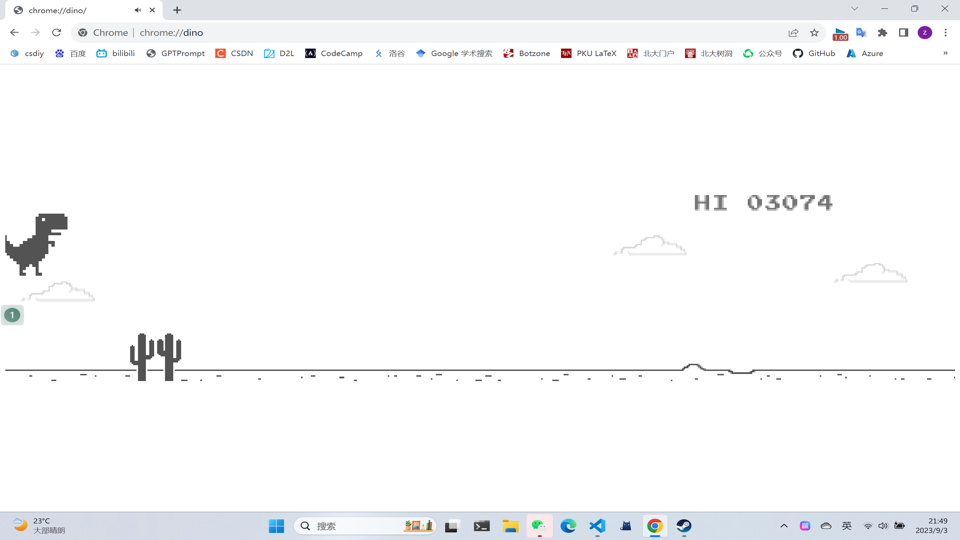 chrome://dino/
Chrome | chrome://dino
1.00
z
csdiy 百度 bilibili GPTPrompt CSDN D2L CodeCamp 洛谷 Google 学术搜索 Botzone PKU LaTeX 北大门户 北大树洞 公众号 GitHub Azure »
HI 03074
1
23°C
大部晴朗
搜索
英
21:49
2023/9/3